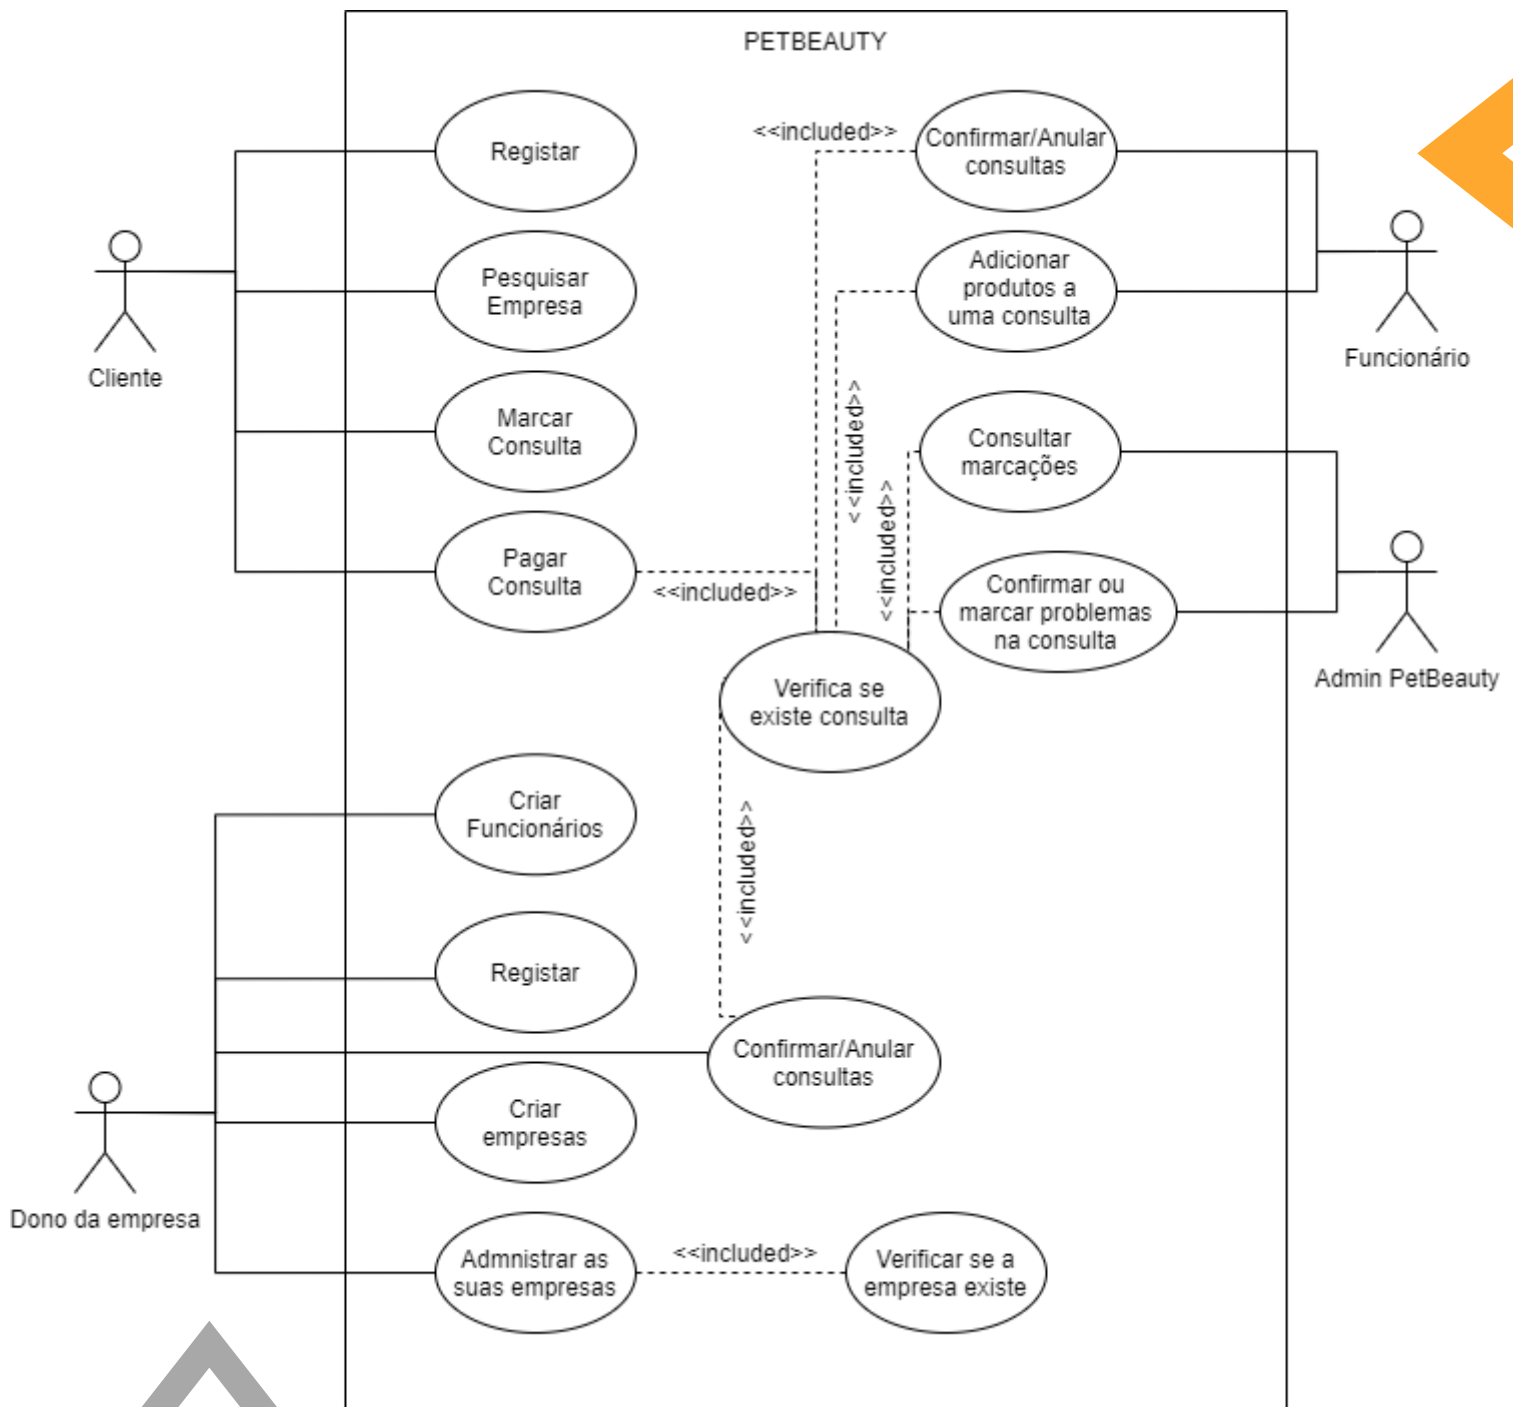 PETBEAUTY
Registar
<<included>>
Confirmar/Anular
consultas
Pesquisar
Empresa
Adicionar
produtos a
uma consulta
Cliente
Funcionário
Marcar
Consulta
<<included>>
Consultar
marcações
<<included>>
Pagar
Consulta
<<included>>
Confirmar ou
marcar problemas
na consulta
Admin PetBeauty
Verifica se
existe consulta
Criar
Funcionários
<<included>>
Registar
Confirmar/Anular
consultas
Criar
empresas
Dono da empresa
Admnistrar as
suas empresas
<<included>>
Verificar se a
empresa existe